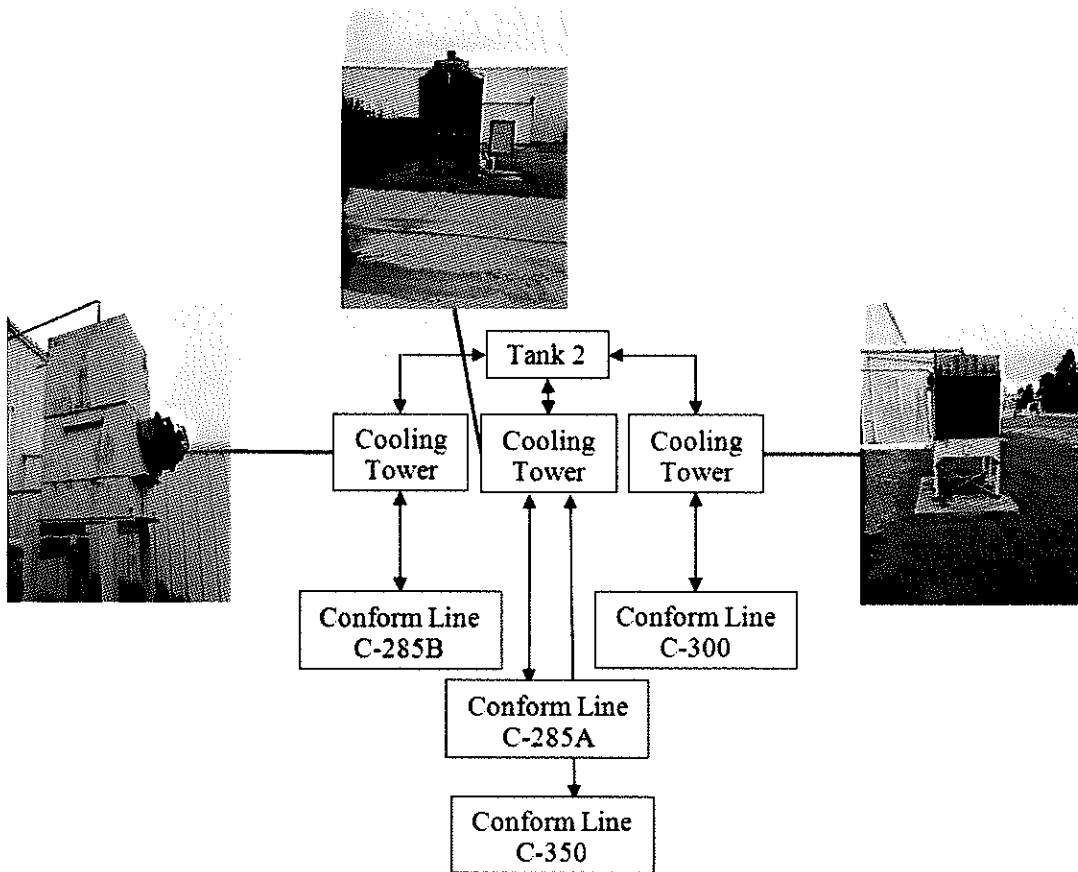 Tank 2
Cooling
Tower
Cooling
Tower
Cooling
Tower
Conform Line
C-285B
Conform Line
C-300
Conform Line
C-285A
Conform Line
C-350